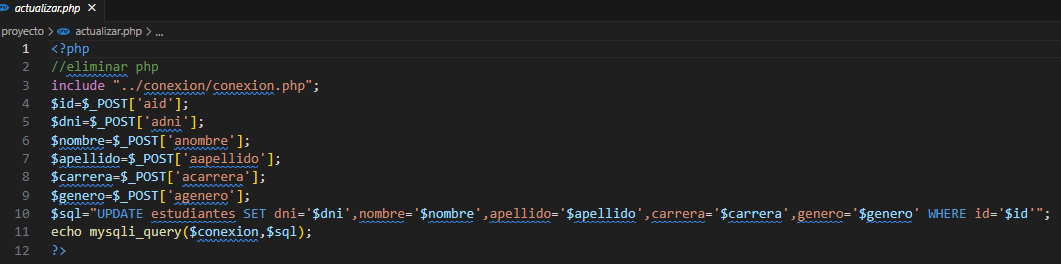 actualizar.php ×
proyecto > actualizar.php > ...
1 <?php
2 //eliminar php
3 include "../conexion/conexion.php";
4 $id=$_POST['aid'];
5 $dni=$_POST['adni'];
6 $nombre=$_POST['anombre'];
7 $apellido=$_POST['aapellido'];
8 $carrera=$_POST['acarrera'];
9 $genero=$_POST['agenero'];
10 $sql="UPDATE estudiantes SET dni='$dni',nombre='$nombre',apellido='$apellido',carrera='$carrera',genero='$genero' WHERE id='$id'";
11 echo mysqli_query($conexion,$sql);
12 ?>